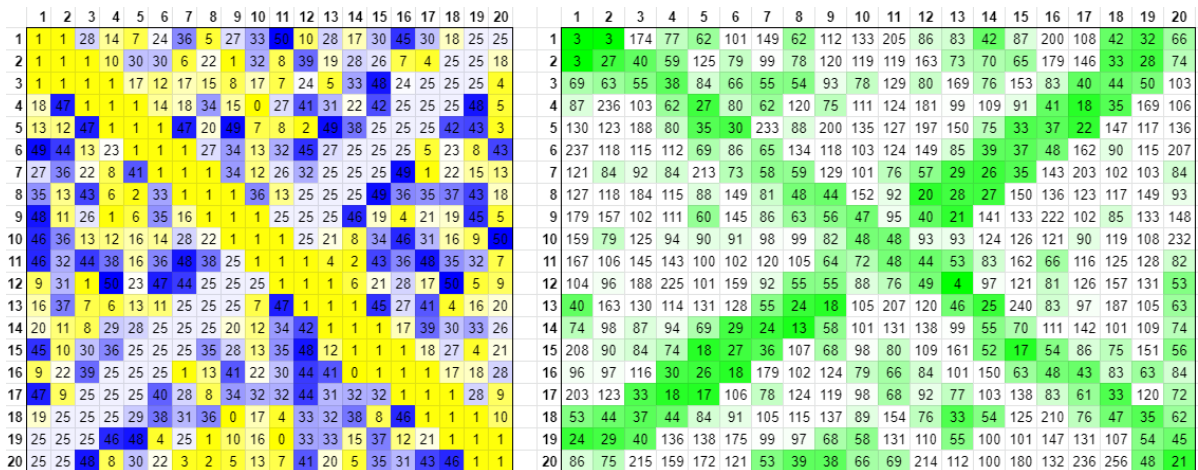 1 2 3 4 5 6 7 8 9 10 11 12 13 14 15 16 17 18 19 20
1 1 1 28 14 7 24 36 5 27 33 50 10 28 17 30 45 30 18 25 25
2 1 1 1 10 30 30 6 22 1 32 8 39 19 28 26 7 4 25 25 18
3 1 1 1 1 17 12 17 15 8 17 7 24 5 33 48 24 25 25 25 4
4 18 47 1 1 1 14 18 34 15 0 27 41 31 22 42 25 25 25 48 5
5 13 12 47 1 1 1 47 20 49 7 8 2 49 38 25 25 25 42 43 3
6 49 44 13 23 1 1 1 27 34 13 32 45 27 25 25 25 5 23 8 43
7 27 36 22 8 41 1 1 1 34 12 26 32 25 25 25 49 1 22 15 13
8 35 13 43 6 2 33 1 1 1 36 13 25 25 25 49 36 35 37 43 18
9 48 11 26 1 6 35 16 1 1 1 25 25 25 46 19 4 21 19 45 5
10 46 36 13 12 16 14 28 22 1 1 1 25 21 8 34 46 31 16 9 50
11 46 32 44 38 16 36 48 38 25 1 1 1 4 2 43 36 48 35 32 7
12 9 31 1 50 23 47 44 25 25 25 1 1 1 6 21 28 17 50 5 9
13 16 37 7 6 13 11 25 25 25 7 47 1 1 1 45 27 41 4 16 20
14 20 11 8 29 28 25 25 25 20 12 34 42 1 1 1 17 39 30 33 26
15 45 10 30 36 25 25 25 35 28 13 35 48 12 1 1 1 18 27 4 21
16 9 22 39 25 25 25 1 13 41 22 30 44 41 0 1 1 1 17 18 28
17 47 9 25 25 25 40 28 8 34 32 32 44 31 32 32 1 1 1 28 9
18 19 25 25 25 29 38 31 36 0 17 4 33 32 38 8 46 1 1 1 10
19 25 25 25 46 48 4 25 1 10 16 0 33 33 15 37 12 21 1 1 1
20 25 25 48 8 30 22 3 2 5 13 7 41 20 5 35 31 43 46 1 1
1 2 3 4 5 6 7 8 9 10 11 12 13 14 15 16 17 18 19 20
1 3 3 174 77 62 101 149 62 112 133 205 86 83 42 87 200 108 42 32 66
2 3 27 40 59 125 79 99 78 120 119 119 163 73 70 65 179 146 33 28 74
3 69 63 55 38 84 66 55 54 93 78 129 80 169 76 153 83 40 44 50 103
4 87 236 103 62 27 80 62 120 75 111 124 181 99 109 91 41 18 35 169 106
5 130 123 188 80 35 30 233 88 200 135 127 197 150 75 33 37 22 147 117 136
6 237 118 115 112 69 86 65 134 118 103 124 149 85 39 37 48 162 90 115 207
7 121 84 92 84 213 73 58 59 129 101 76 57 29 26 35 143 203 102 103 84
8 127 118 184 115 88 149 81 48 44 152 92 20 28 27 150 136 123 117 149 93
9 179 157 102 111 60 145 86 63 56 47 95 40 21 141 133 222 102 85 133 148
10 159 79 125 94 90 91 98 99 82 48 48 93 93 124 126 121 90 119 108 232
11 167 106 145 143 100 102 120 105 64 72 48 44 53 83 162 66 116 125 128 82
12 104 96 188 225 101 159 92 55 55 88 76 49 4 97 121 81 126 157 131 53
13 40 163 130 114 131 128 55 24 18 105 207 120 46 25 240 83 97 187 105 63
14 74 98 87 94 69 29 24 13 58 101 131 138 99 55 70 111 142 101 109 74
15 208 90 84 74 18 27 36 107 68 98 80 109 161 52 17 54 86 75 151 56
16 96 97 116 30 26 18 179 102 124 79 66 84 101 150 63 48 43 83 63 84
17 203 123 33 18 17 106 78 124 119 98 68 92 77 103 138 83 61 33 120 72
18 53 44 37 44 84 91 105 115 137 89 154 76 33 54 125 210 76 47 35 62
19 24 29 40 136 138 175 99 97 68 58 131 110 55 100 101 147 131 107 54 45
20 86 75 215 159 156 172 121 53 39 38 66 69 214 112 100 180 132 236 256 48 21